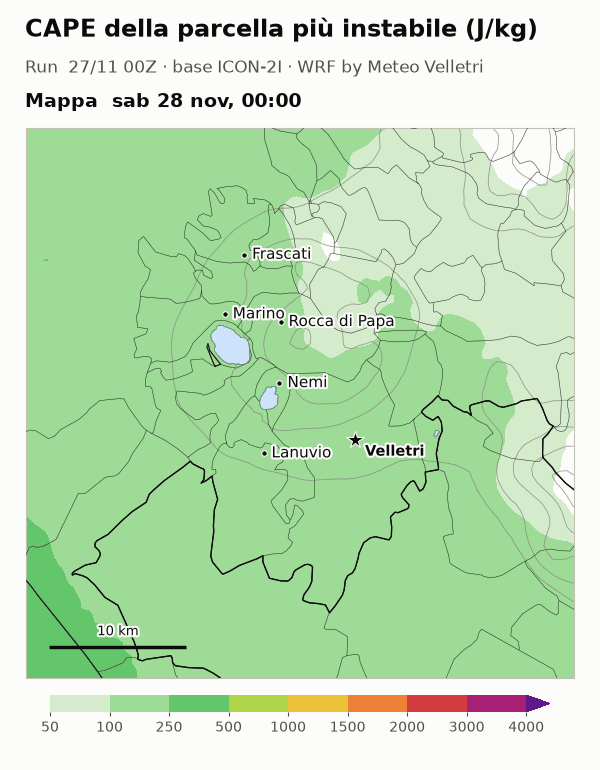 CAPE della parcella più instabile (J/kg)
Run  27/11 00Z · base ICON-2I · WRF by Meteo Velletri
Mappa  sab 28 nov, 00:00
Frascati
Marino
Rocca di Papa
Nemi
Velletri
Lanuvio
10 km
50 100 250 500 1000 1500 2000 3000 4000